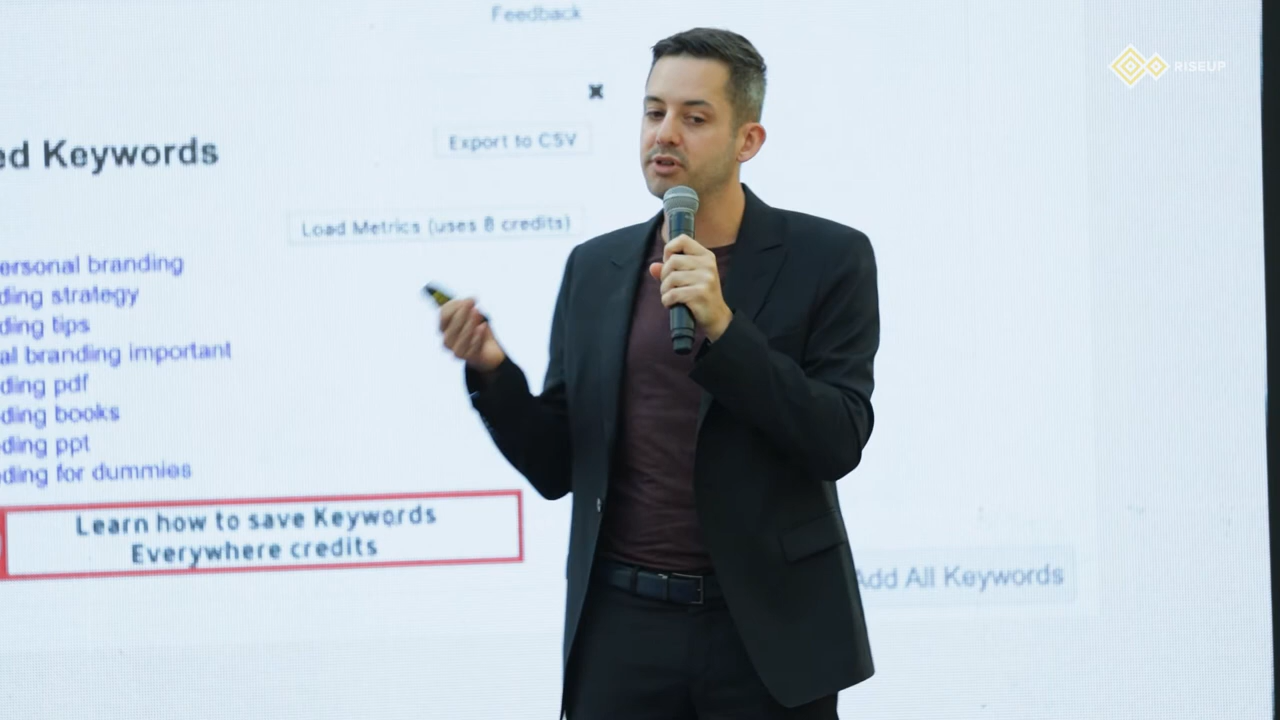 Feedback
RISEUP
ed Keywords
Export to CSV
Load Metrics (uses 8 credits)
ersonal branding
ding strategy
ding tips
al branding important
ding pdf
ding books
ding ppt
ding for dummies
Learn how to save Keywords
Everywhere credits
Add All Keywords